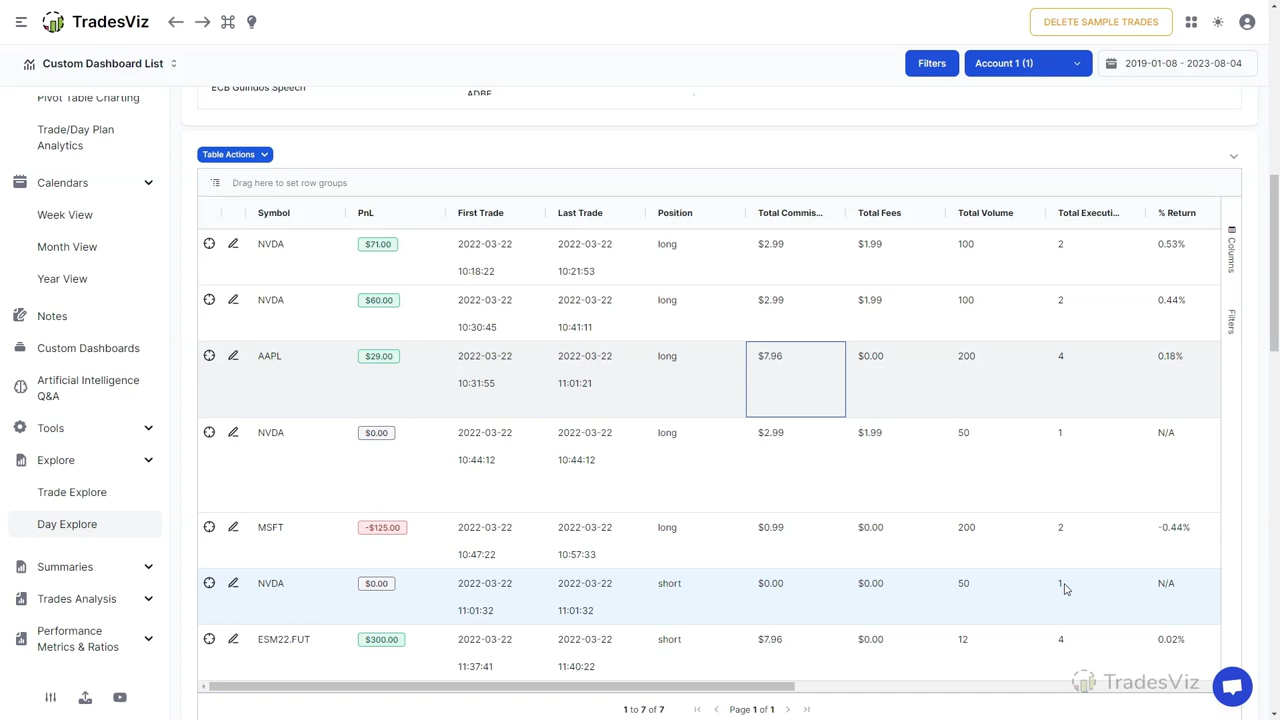 TradesViz
DELETE SAMPLE TRADES
Custom Dashboard List
Filters
Account 1 (1)
2019-01-08 - 2023-08-04
Pivot Table Charting
Trade/Day Plan
Analytics
Calendars
Week View
Month View
Year View
Notes
Custom Dashboards
Artificial Intelligence
Q&A
Tools
Explore
Trade Explore
Day Explore
Summaries
Trades Analysis
Performance
Metrics & Ratios
ECB Guindos Speech
ADBE
Table Actions
Drag here to set row groups
Symbol PnL First Trade Last Trade Position Total Commis... Total Fees Total Volume Total Executi... % Return
NVDA $71.00 2022-03-22 2022-03-22 long $2.99 $1.99 100 2 0.53%
10:18:22 10:21:53
NVDA $60.00 2022-03-22 2022-03-22 long $2.99 $1.99 100 2 0.44%
10:30:45 10:41:11
AAPL $29.00 2022-03-22 2022-03-22 long $7.96 $0.00 200 4 0.18%
10:31:55 11:01:21
NVDA $0.00 2022-03-22 2022-03-22 long $2.99 $1.99 50 1 N/A
10:44:12 10:44:12
MSFT -$125.00 2022-03-22 2022-03-22 long $0.99 $0.00 200 2 -0.44%
10:47:22 10:57:33
NVDA $0.00 2022-03-22 2022-03-22 short $0.00 $0.00 50 1 N/A
11:01:32 11:01:32
ESM22.FUT $300.00 2022-03-22 2022-03-22 short $7.96 $0.00 12 4 0.02%
11:37:41 11:40:22
Columns
Filters
TradesViz
1 to 7 of 7 Page 1 of 1